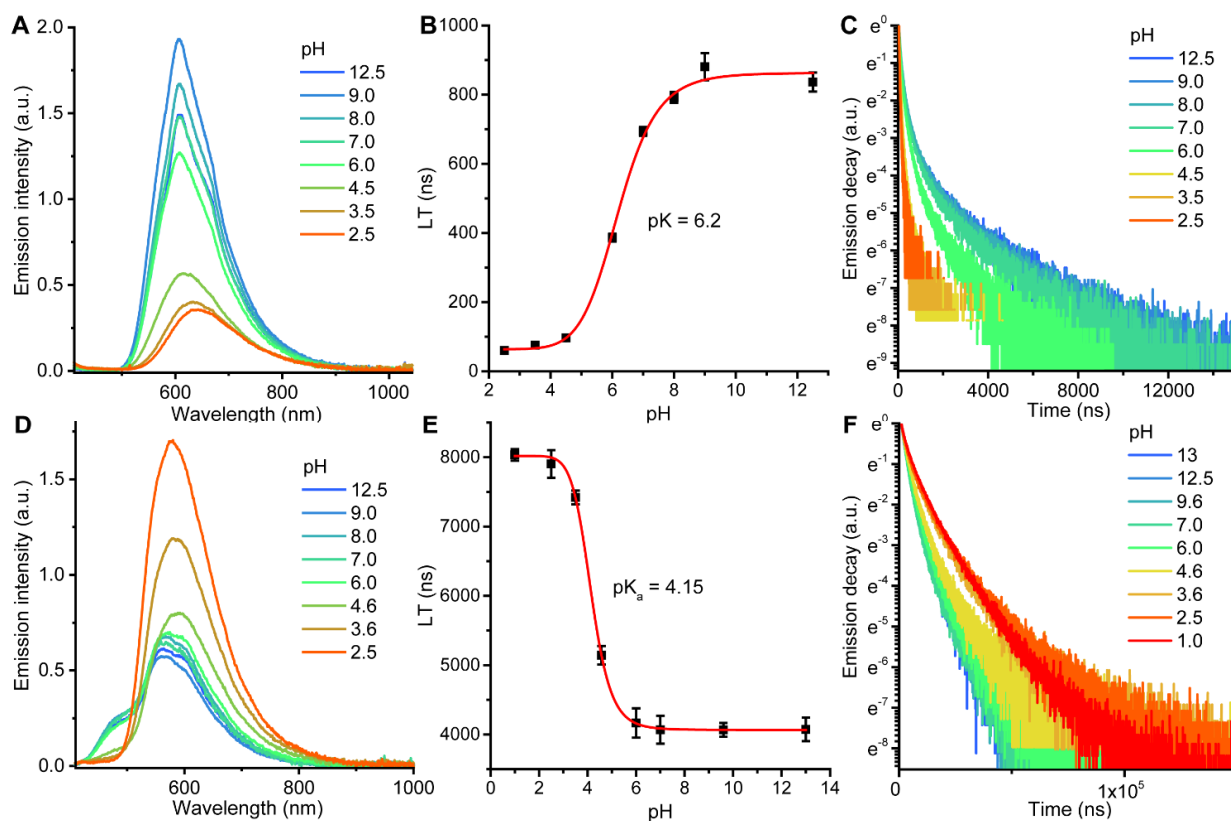 A
Emission intensity (a.u.)
2.0
1.5
1.0
0.5
0.0
600
800
1000
Wavelength (nm)
pH
12.5
9.0
8.0
7.0
6.0
4.5
3.5
2.5
B
LT (ns)
1000
800
600
400
200
0
2
4
6
8
10
12
14
pH
pK = 6.2
C
Emission decay (a.u.)
e⁰
e⁻¹
e⁻²
e⁻³
e⁻⁴
e⁻⁵
e⁻⁶
e⁻⁷
e⁻⁸
e⁻⁹
0
4000
8000
12000
Time (ns)
pH
12.5
9.0
8.0
7.0
6.0
4.5
3.5
2.5
D
Emission intensity (a.u.)
1.5
1.0
0.5
0.0
600
800
1000
Wavelength (nm)
pH
12.5
9.0
8.0
7.0
6.0
4.6
3.6
2.5
E
LT (ns)
8000
7000
6000
5000
4000
0
2
4
6
8
10
12
14
pH
pKₐ = 4.15
F
Emission decay (a.u.)
e⁰
e⁻¹
e⁻²
e⁻³
e⁻⁴
e⁻⁵
e⁻⁶
e⁻⁷
e⁻⁸
0
1x10⁵
Time (ns)
pH
13
12.5
9.6
7.0
6.0
4.6
3.6
2.5
1.0